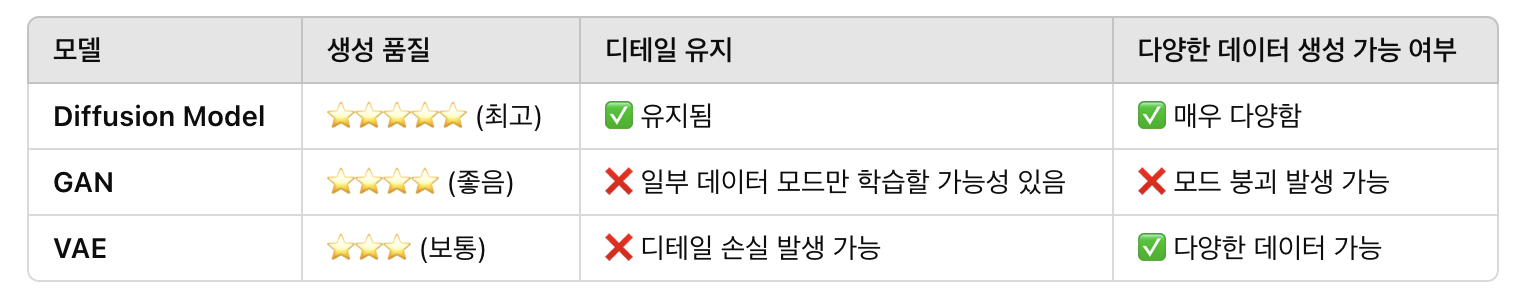 모델 생성 품질 디테일 유지 다양한 데이터 생성 가능 여부
Diffusion Model ⭐⭐⭐⭐⭐ (최고) ✅ 유지됨 ✅ 매우 다양함
GAN ⭐⭐⭐⭐ (좋음) ❌ 일부 데이터 모드만 학습할 가능성 있음 ❌ 모드 붕괴 발생 가능
VAE ⭐⭐⭐ (보통) ❌ 디테일 손실 발생 가능 ✅ 다양한 데이터 가능